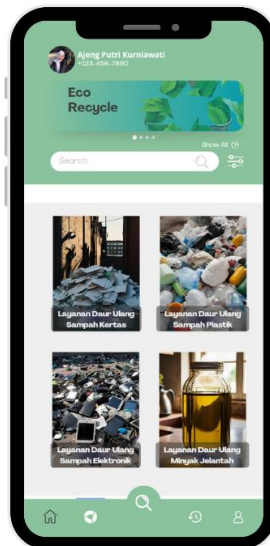 Ajeng Putri Kurniawati
+123-456-7890
Eco
Recycle
Show All
Search
Layanan Daur Ulang
Sampah Kertas
Layanan Daur Ulang
Sampah Plastik
Layanan Daur Ulang
Sampah Elektronik
Layanan Daur Ulang
Minyak Jelantah